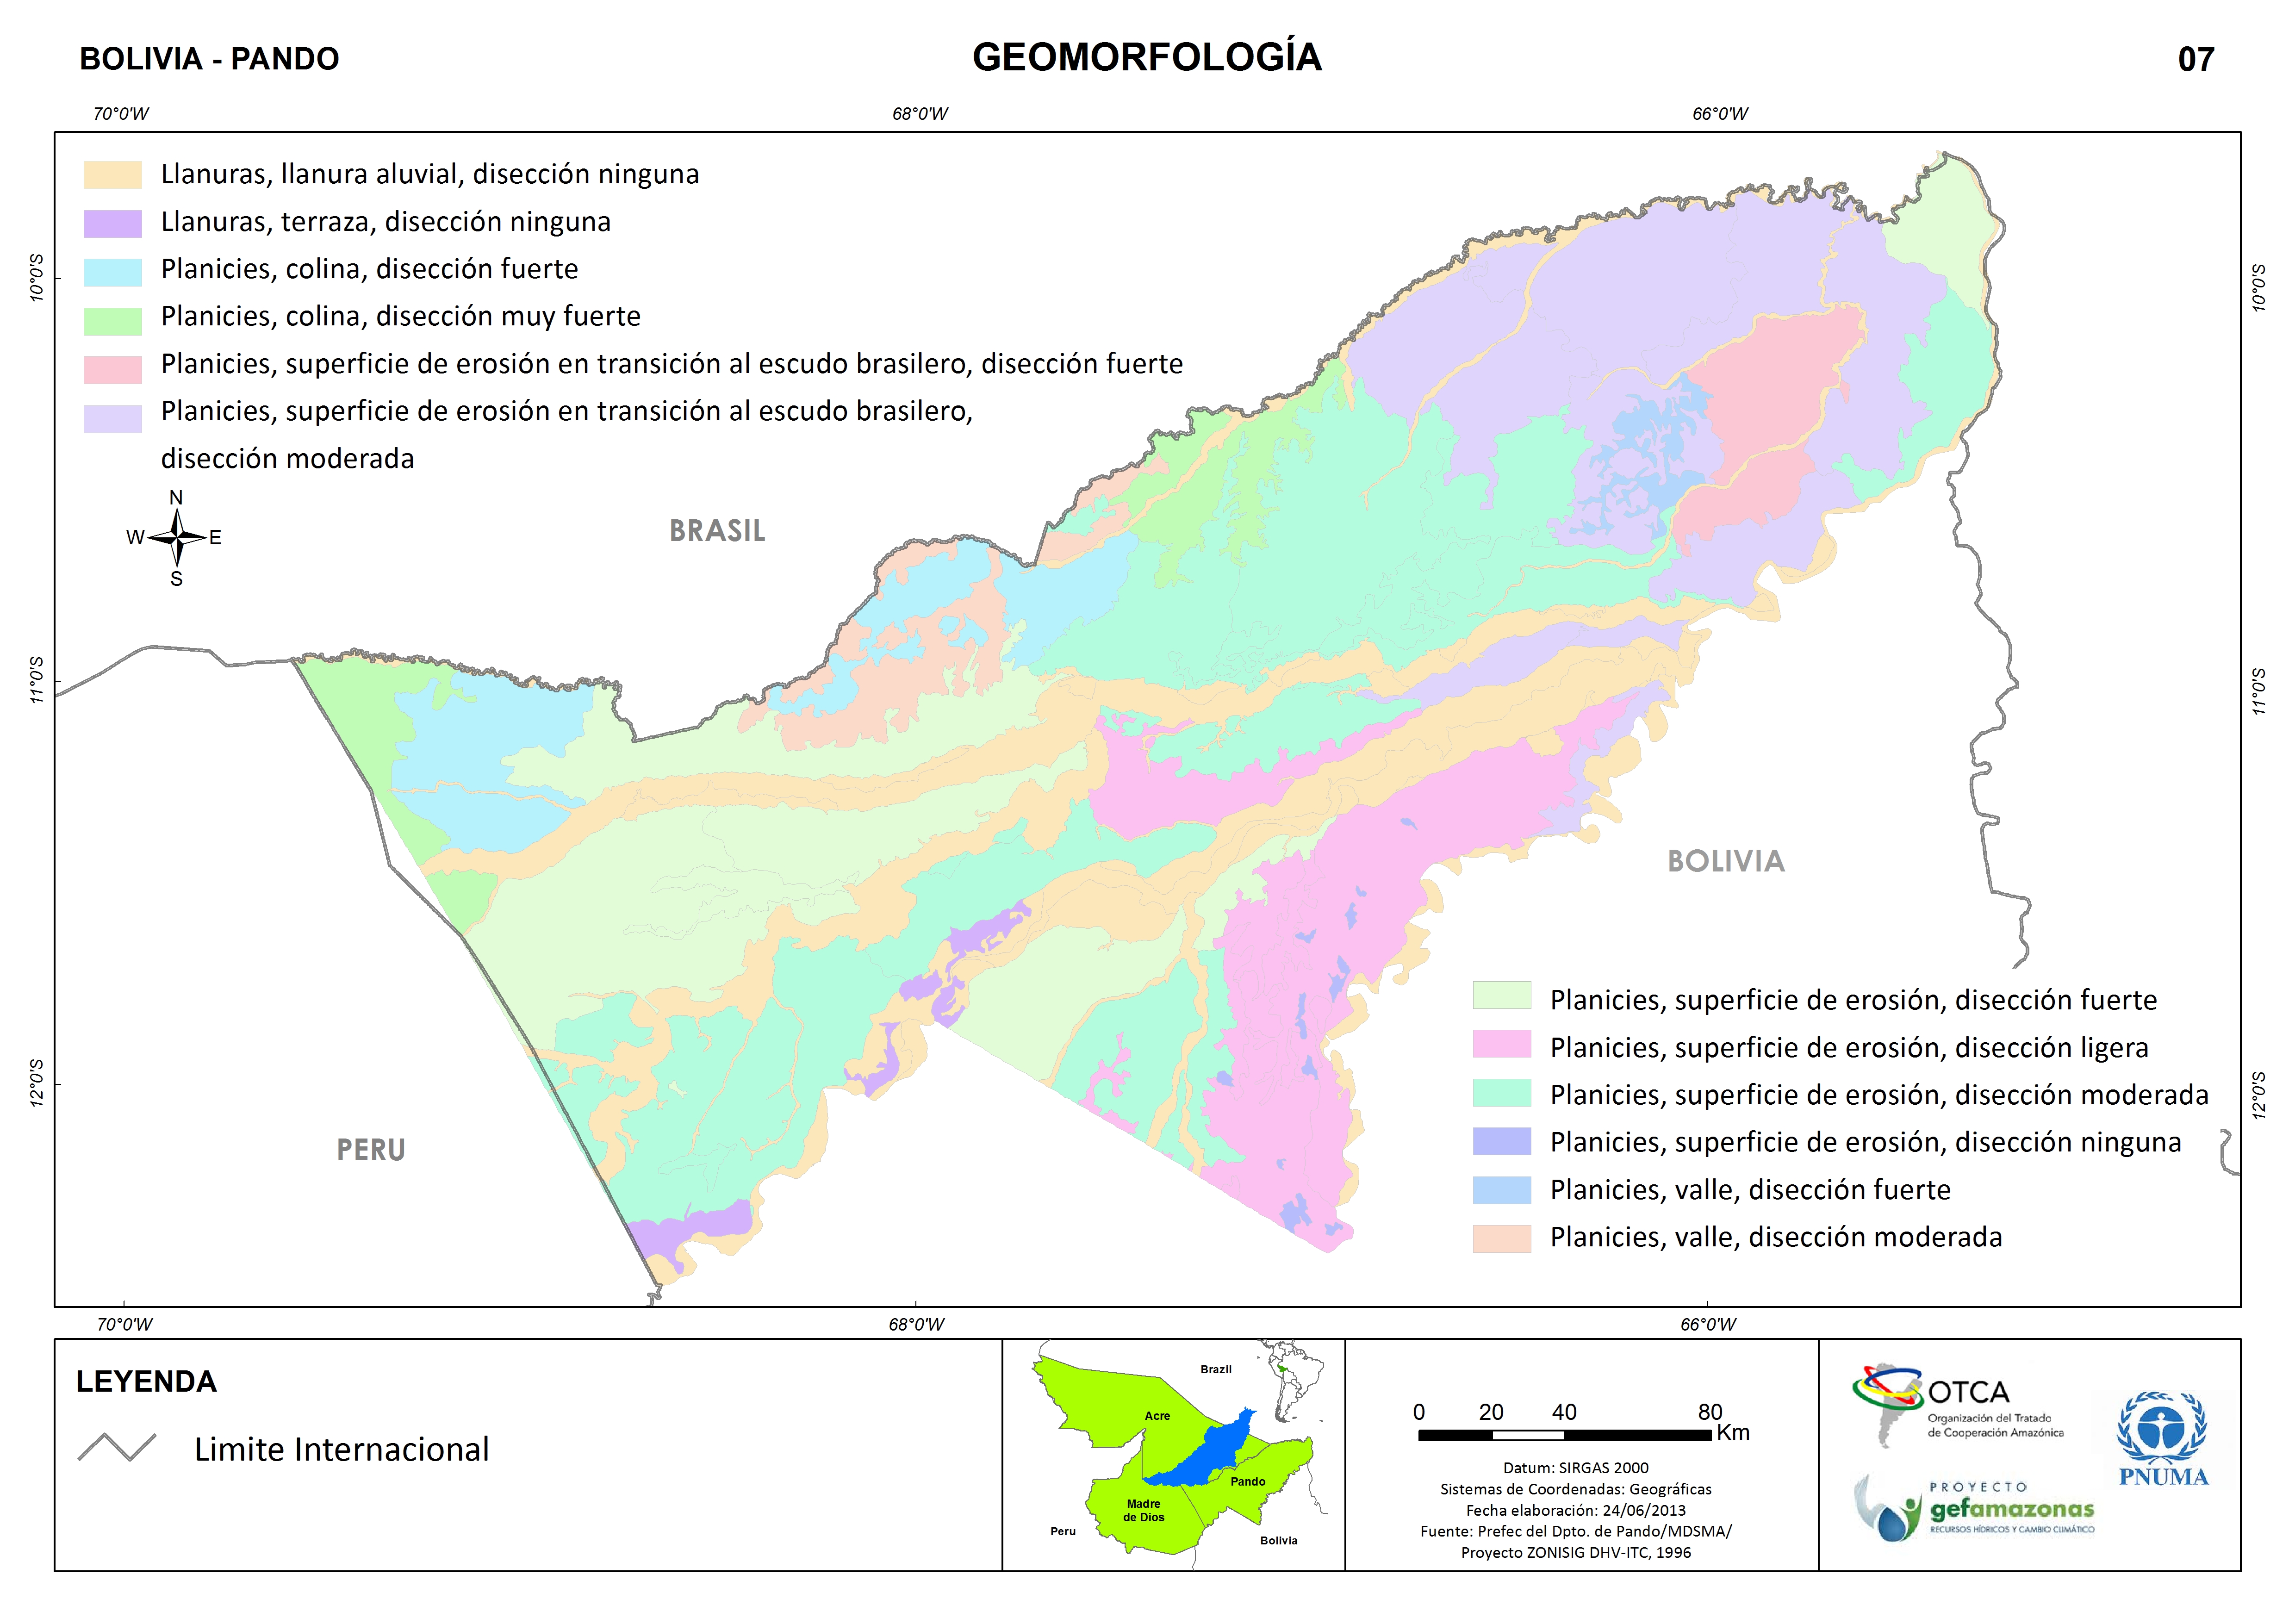 BOLIVIA - PANDO
GEOMORFOLOGÍA
07
70°0'W
68°0'W
66°0'W
Llanuras, llanura aluvial, disección ninguna
Llanuras, terraza, disección ninguna
Planicies, colina, disección fuerte
Planicies, colina, disección muy fuerte
Planicies, superficie de erosión en transición al escudo brasilero, disección fuerte
Planicies, superficie de erosión en transición al escudo brasilero,
disección moderada
10°0'S
10°0'S
N
W
E
S
BRASIL
11°0'S
11°0'S
BOLIVIA
Planicies, superficie de erosión, disección fuerte
Planicies, superficie de erosión, disección ligera
Planicies, superficie de erosión, disección moderada
Planicies, superficie de erosión, disección ninguna
Planicies, valle, disección fuerte
Planicies, valle, disección moderada
12°0'S
12°0'S
PERU
70°0'W
68°0'W
66°0'W
LEYENDA
Limite Internacional
Brazil
Acre
Pando
Madre
de Dios
Peru
Bolivia
0 20 40 80
Km
Datum: SIRGAS 2000
Sistemas de Coordenadas: Geográficas
Fecha elaboración: 24/06/2013
Fuente: Prefec del Dpto. de Pando/MDSMA/
Proyecto ZONISIG DHV-ITC, 1996
OTCA
Organización del Tratado
de Cooperación Amazónica
PROYECTO
gefamazonas
RECURSOS HÍDRICOS Y CAMBIO CLIMÁTICO
PNUMA